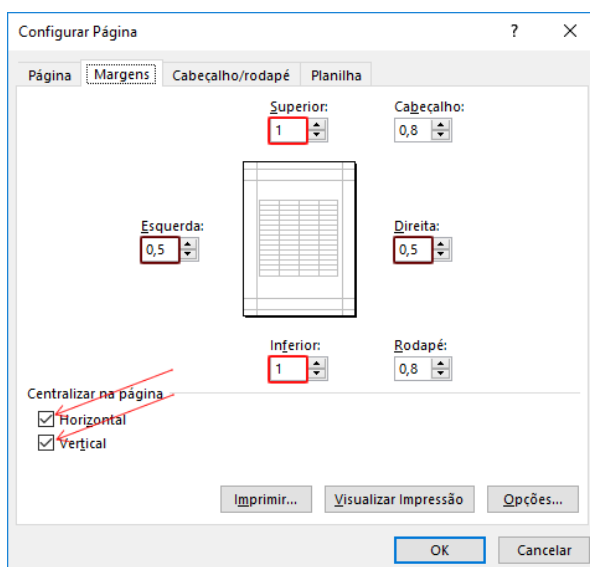 Configurar Página ? X
Página Margens Cabeçalho/rodapé Planilha
Superior: Cabeçalho:
1 0,8
Esquerda: Direita:
0,5 0,5
Inferior: Rodapé:
1 0,8
Centralizar na página
Horizontal
Vertical
Imprimir... Visualizar Impressão Opções...
OK Cancelar